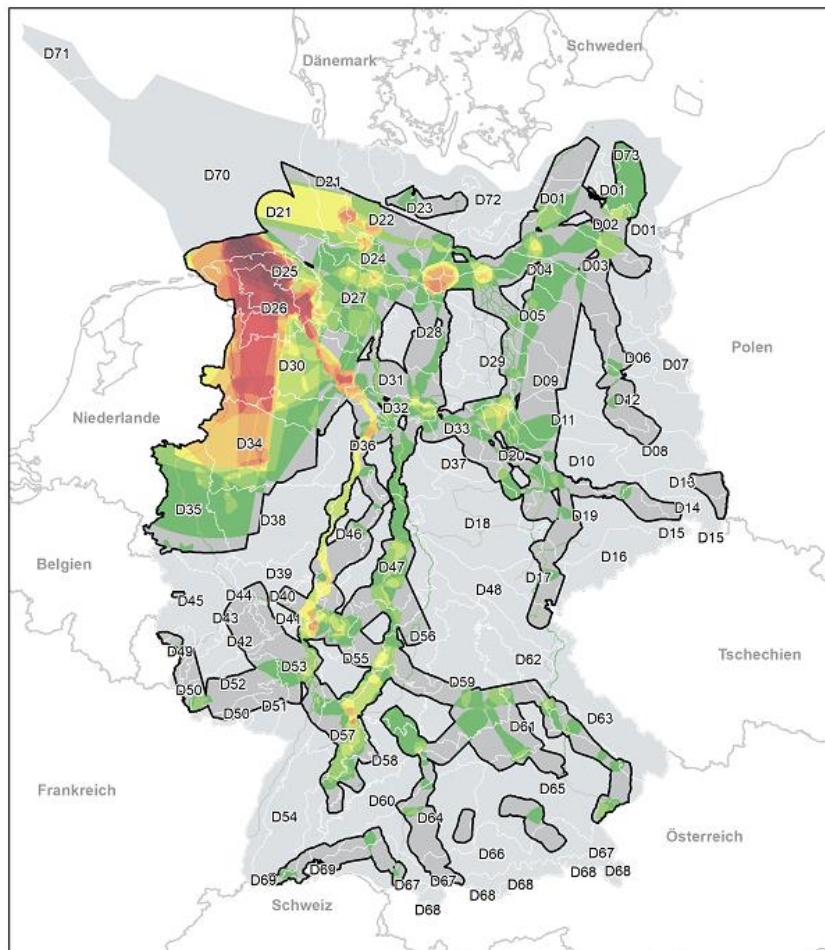 Schweden
D71
Dänemark
D73
D70
D21
D72
D01
D01
D23
D21
D22
D02
D01
D24
D25
D04
D03
D27
D26
D05
D28
D29
D06
D07
Polen
D30
D31
D09
D12
Niederlande
D32
D11
D33
D34
D36
D08
D20
D37
D10
D13
D35
D14
D38
D19
D18
D46
D15
D15
D16
Belgien
D47
D39
D17
D48
D44
D40
D45
D43
D41
D56
D42
D49
D55
Tschechien
D53
D62
D52
D59
D50
D51
D50
D63
D57
D61
D58
Frankreich
D65
D60
D54
D64
Österreich
D66
D67
D69
D69
D67
D67
D68
D68
D68
D68
D68
Schweiz